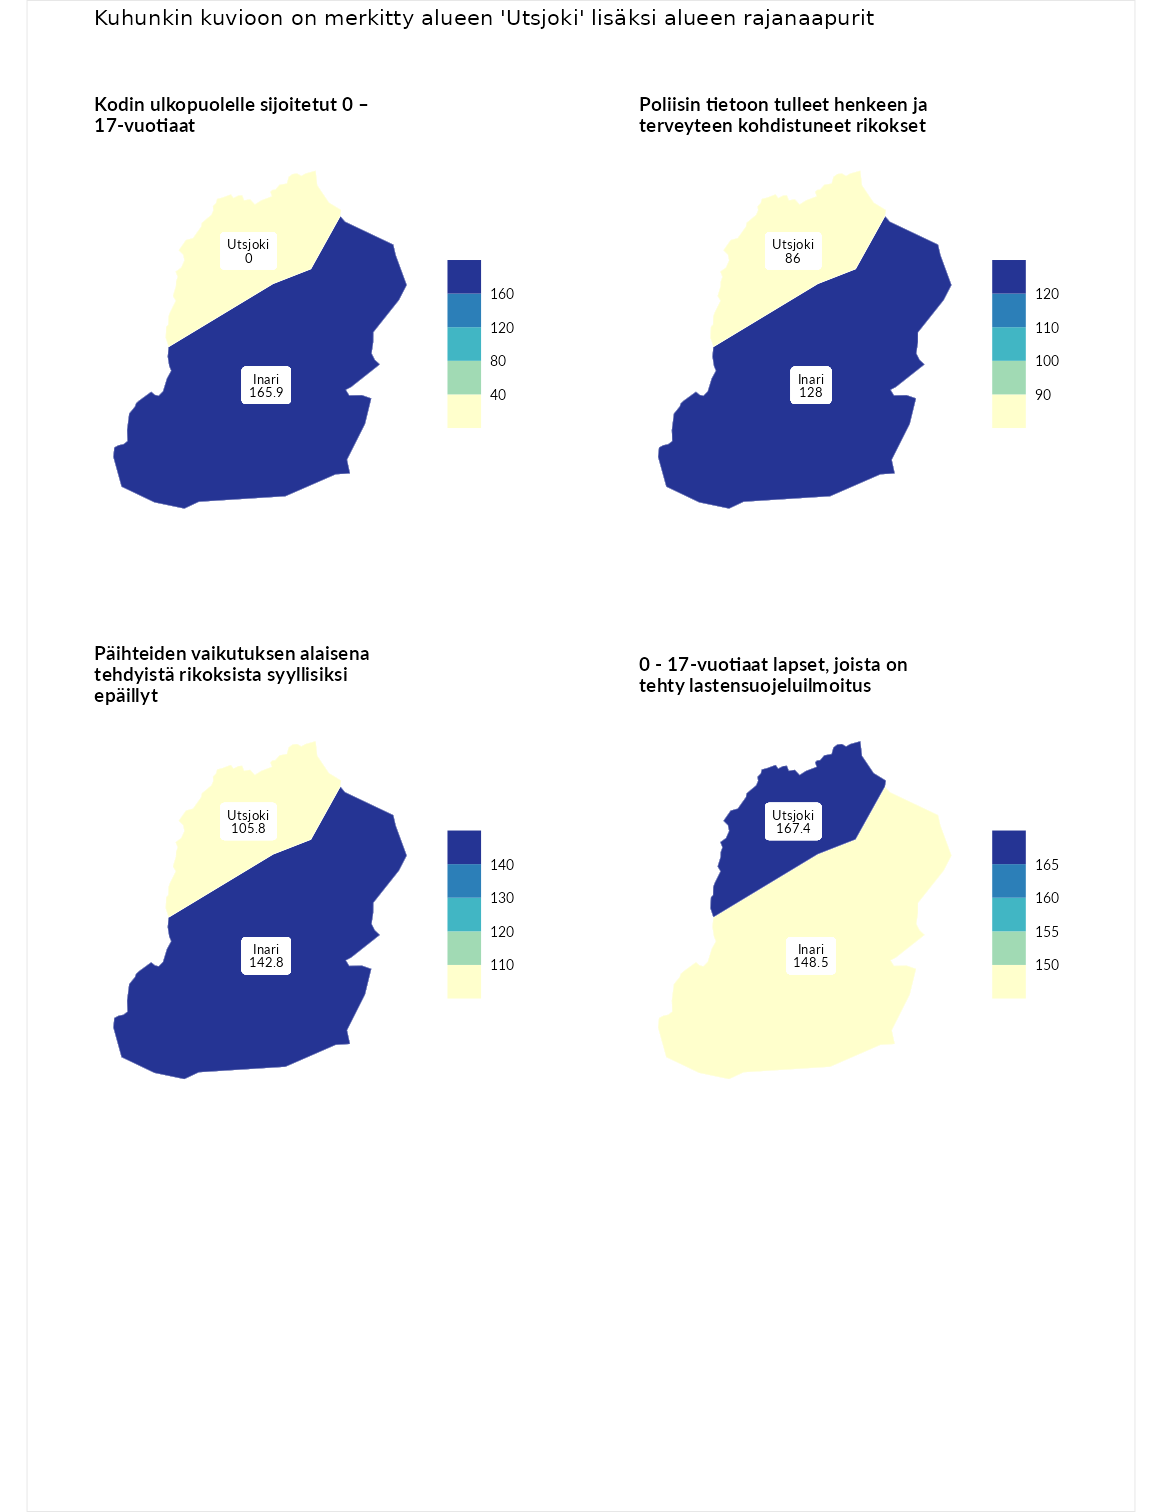 Kuhunkin kuvioon on merkitty alueen 'Utsjoki' lisäksi alueen rajanaapurit
Kodin ulkopuolelle sijoitetut 0 –
17-vuotiaat
Utsjoki
0
Inari
165.9
160
120
80
40
Poliisin tietoon tulleet henkeen ja
terveyteen kohdistuneet rikokset
Utsjoki
86
Inari
128
120
110
100
90
Päihteiden vaikutuksen alaisena
tehdyistä rikoksista syyllisiksi
epäillyt
Utsjoki
105.8
Inari
142.8
140
130
120
110
0 - 17-vuotiaat lapset, joista on
tehty lastensuojeluilmoitus
Utsjoki
167.4
Inari
148.5
165
160
155
150